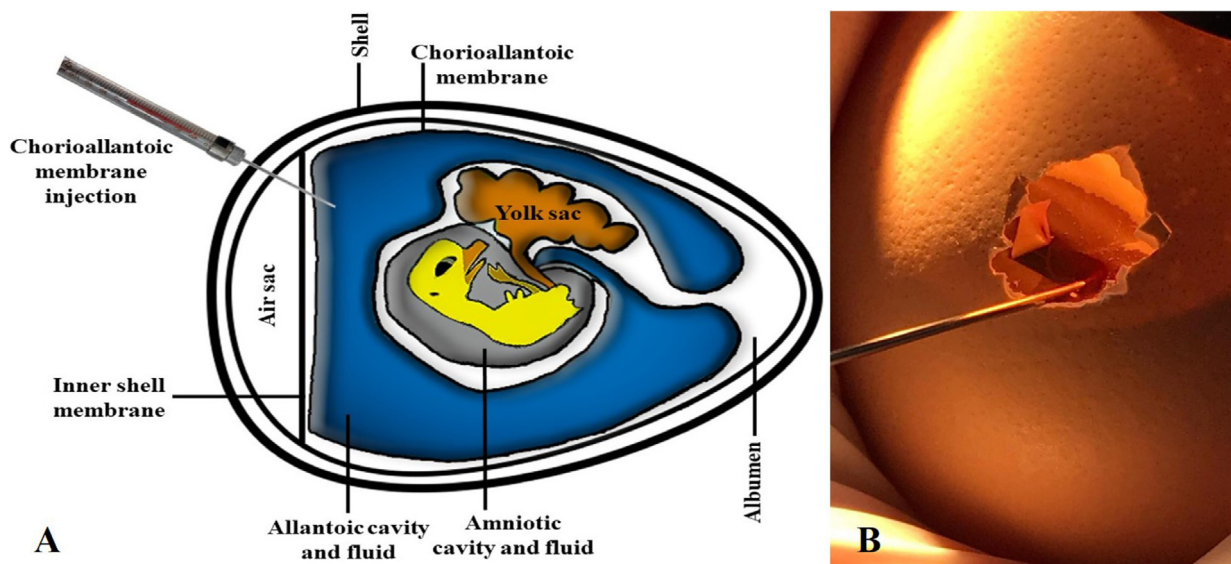 Shell
Chorioallantoic
membrane
Chorioallantoic
membrane
injection
Yolk sac
Air sac
Inner shell
membrane
Albumen
Allantoic cavity
and fluid
Amniotic
cavity and fluid
A
B